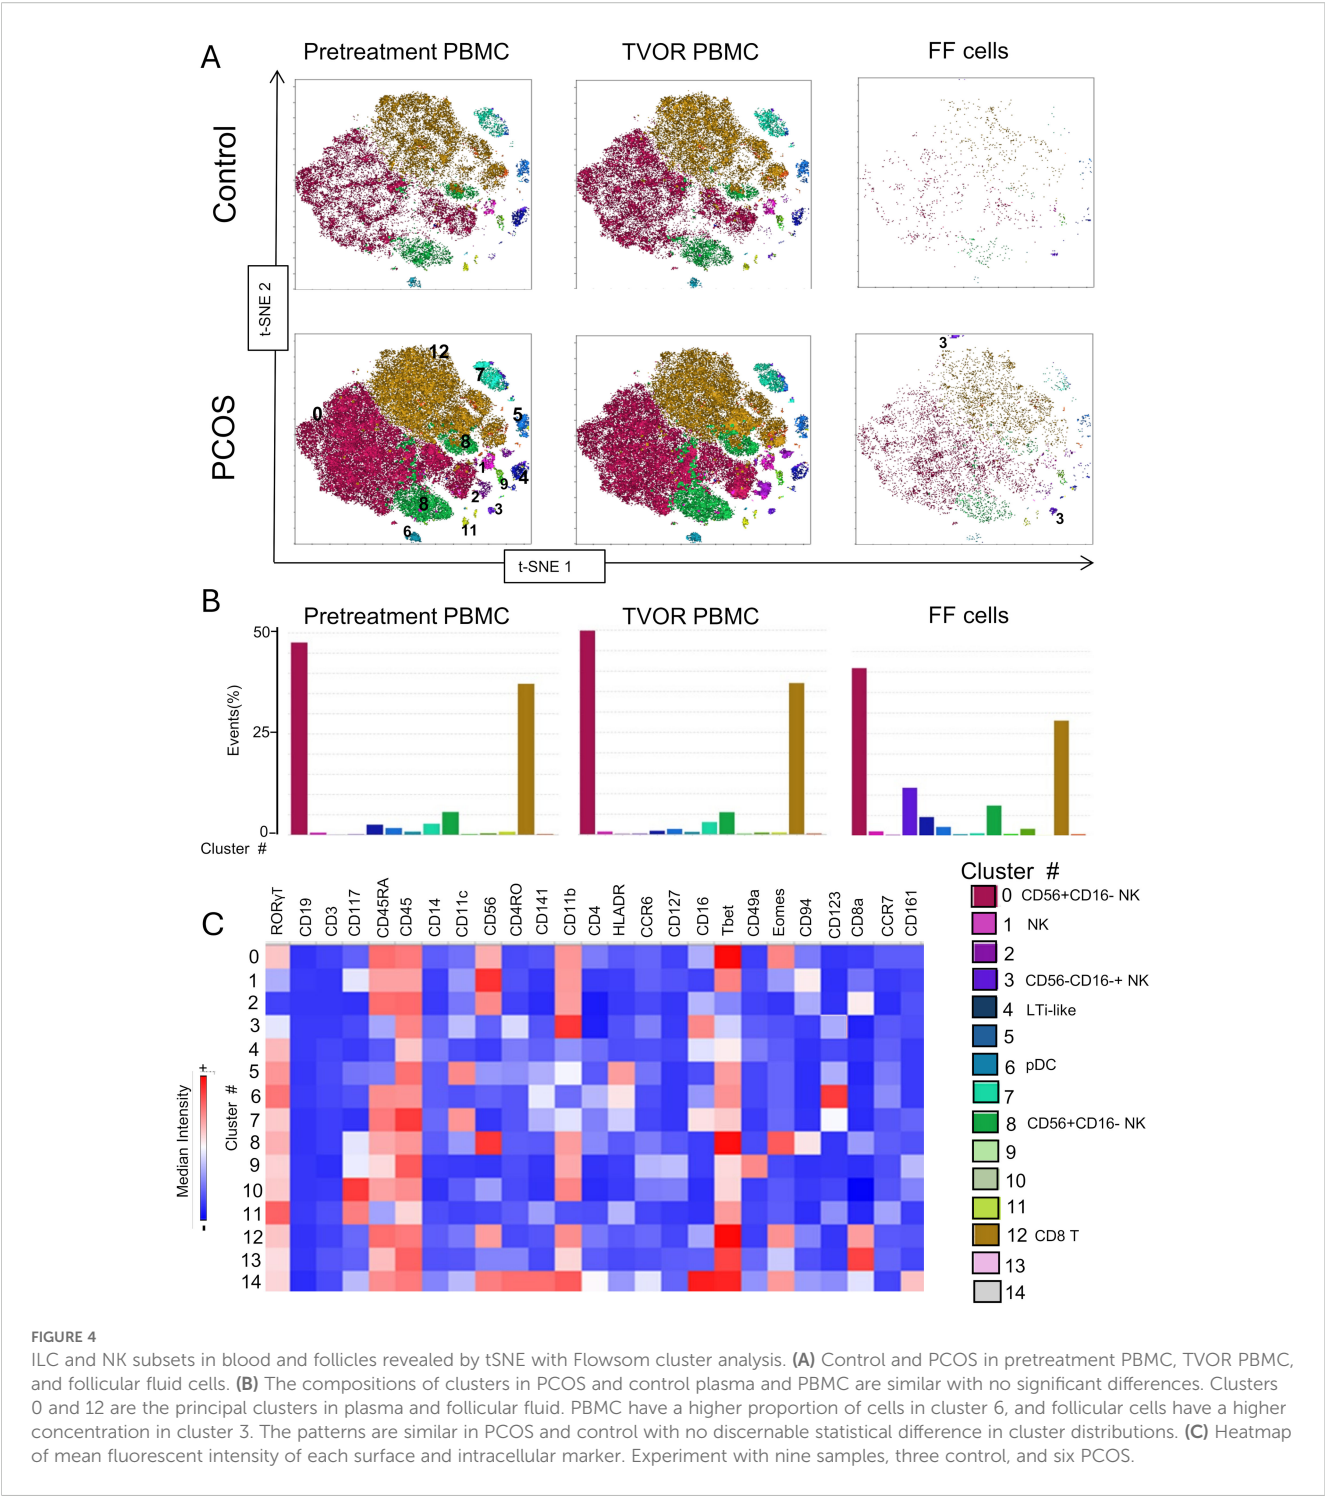 A
Pretreatment PBMC TVOR PBMC FF cells
Control
t-SNE 2
PCOS
12
7
0
5
8
1
4
9
2
8
3
6
11
3
3
t-SNE 1
B
Pretreatment PBMC TVOR PBMC FF cells
50
25
0
Events(%)
Cluster #
C
RORγT CD19 CD3 CD117 CD45RA CD45 CD14 CD11c CD56 CD4RO CD141 CD11b CD4 HLADR CCR6 CD127 CD16 Tbet CD49a Eomes CD94 CD123 CD8a CCR7 CD161
0
1
2
3
4
5
6
7
8
9
10
11
12
13
14
Cluster #
Median Intensity
+
-
Cluster #
0 CD56+CD16- NK
1 NK
2
3 CD56-CD16-+ NK
4 LTi-like
5
6 pDC
7
8 CD56+CD16- NK
9
10
11
12 CD8 T
13
14
FIGURE 4
ILC and NK subsets in blood and follicles revealed by tSNE with Flowsom cluster analysis. (A) Control and PCOS in pretreatment PBMC, TVOR PBMC,
and follicular fluid cells. (B) The compositions of clusters in PCOS and control plasma and PBMC are similar with no significant differences. Clusters
0 and 12 are the principal clusters in plasma and follicular fluid. PBMC have a higher proportion of cells in cluster 6, and follicular cells have a higher
concentration in cluster 3. The patterns are similar in PCOS and control with no discernable statistical difference in cluster distributions. (C) Heatmap
of mean fluorescent intensity of each surface and intracellular marker. Experiment with nine samples, three control, and six PCOS.